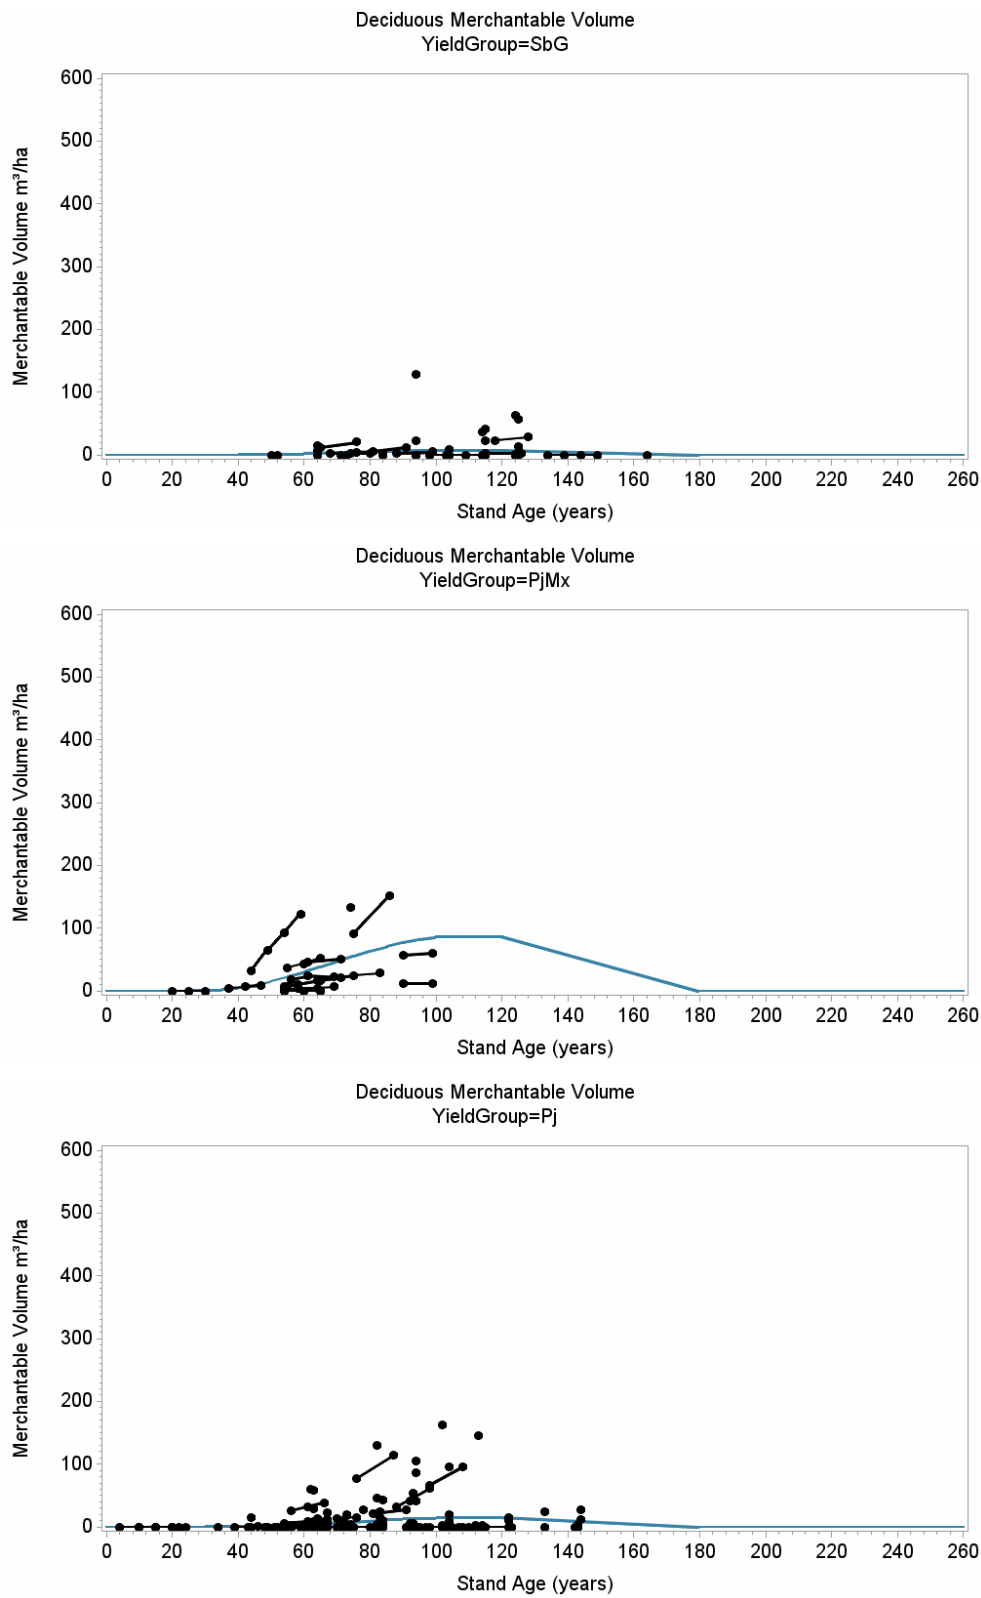 Deciduous Merchantable Volume
YieldGroup=SbG
Merchantable Volume m³/ha
600
500
400
300
200
100
0
0 20 40 60 80 100 120 140 160 180 200 220 240 260
Stand Age (years)
Deciduous Merchantable Volume
YieldGroup=PjMx
Merchantable Volume m³/ha
600
500
400
300
200
100
0
0 20 40 60 80 100 120 140 160 180 200 220 240 260
Stand Age (years)
Deciduous Merchantable Volume
YieldGroup=Pj
Merchantable Volume m³/ha
600
500
400
300
200
100
0
0 20 40 60 80 100 120 140 160 180 200 220 240 260
Stand Age (years)